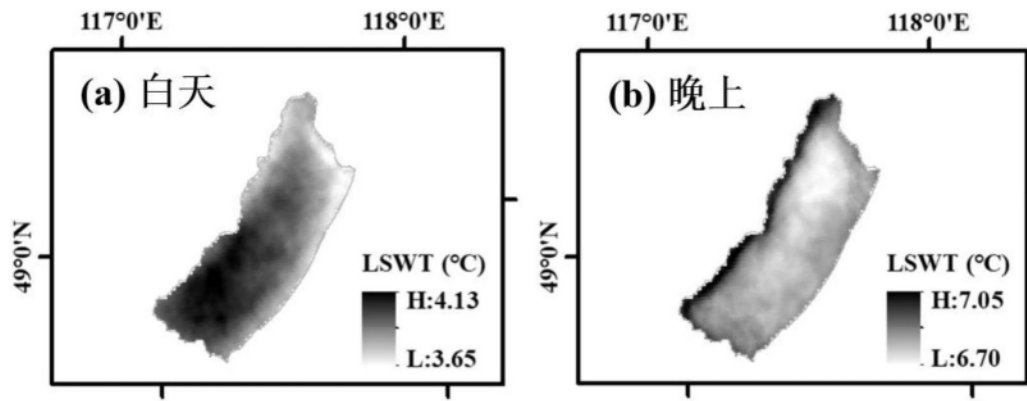 117°0'E
118°0'E
(a) 白天
49°0'N
LSWT (°C)
H:4.13
L:3.65
117°0'E
118°0'E
(b) 晚上
49°0'N
LSWT (°C)
H:7.05
L:6.70